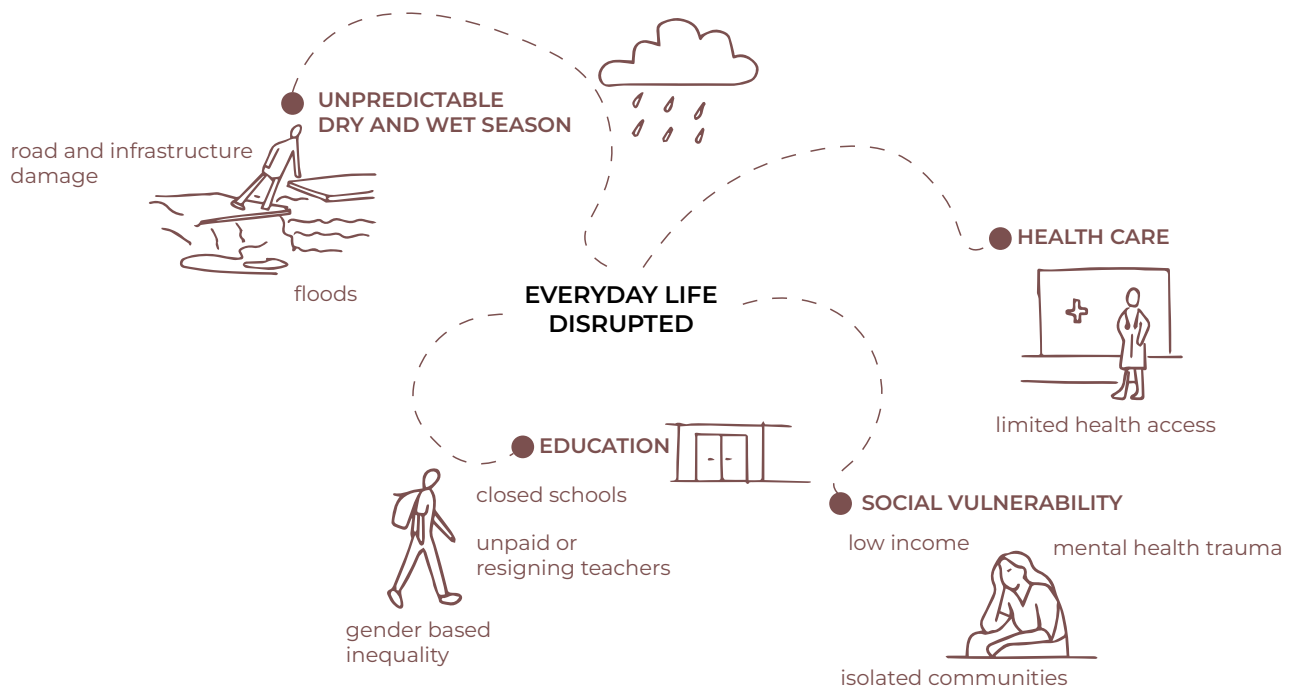 UNPREDICTABLE
DRY AND WET SEASON
road and infrastructure
damage
floods
HEALTH CARE
limited health access
EVERYDAY LIFE
DISRUPTED
EDUCATION
closed schools
unpaid or
resigning teachers
gender based
inequality
SOCIAL VULNERABILITY
low income
mental health trauma
isolated communities